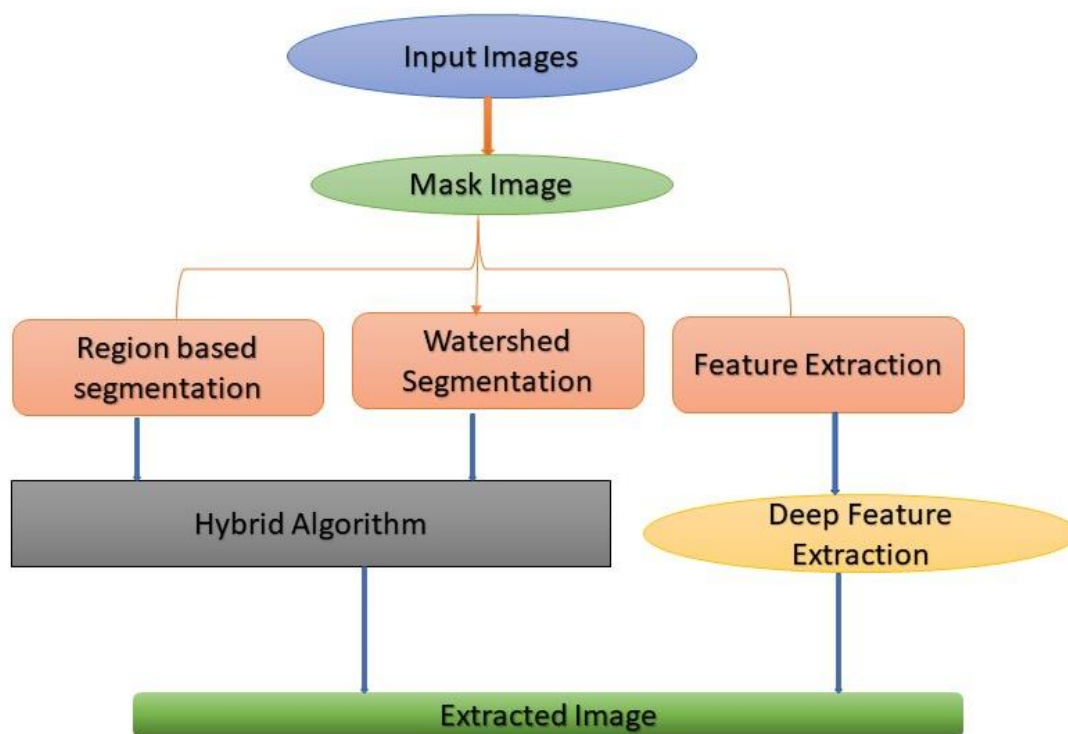 Input Images
Mask Image
Region based
segmentation
Watershed
Segmentation
Feature Extraction
Hybrid Algorithm
Deep Feature
Extraction
Extracted Image